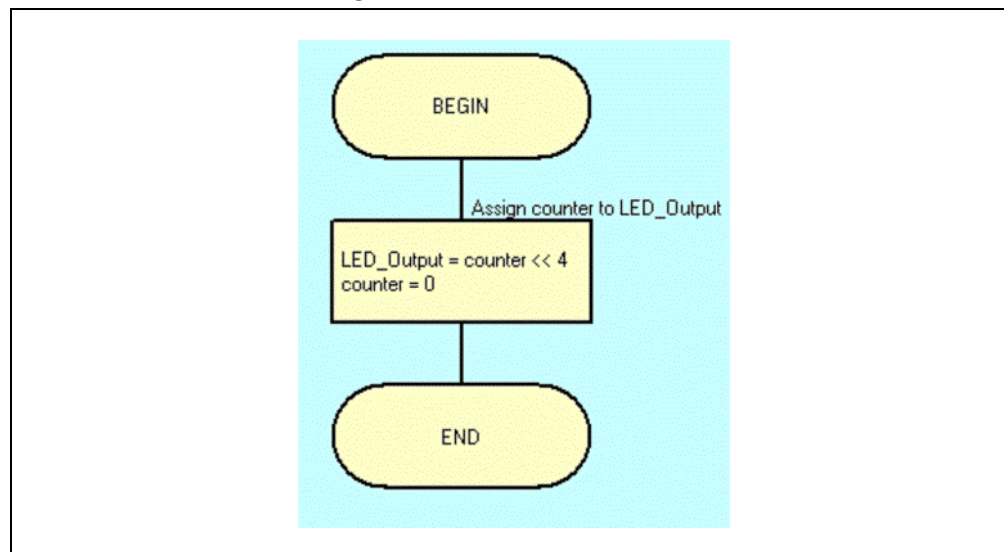 BEGIN
Assign counter to LED_Output
LED_Output = counter << 4
counter = 0
END